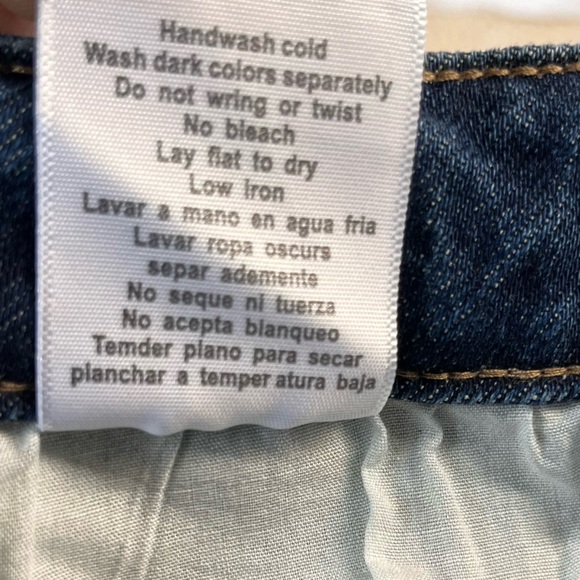 Handwash cold
Wash dark colors separately
Do not wring or twist
No bleach
Lay flat to dry
Low iron
Lavar a mano en agua fria
Lavar ropa oscurs
separ ademente
No seque ni tuerza
No acepta blanqueo
Temder plano para secar
planchar a temper atura baja